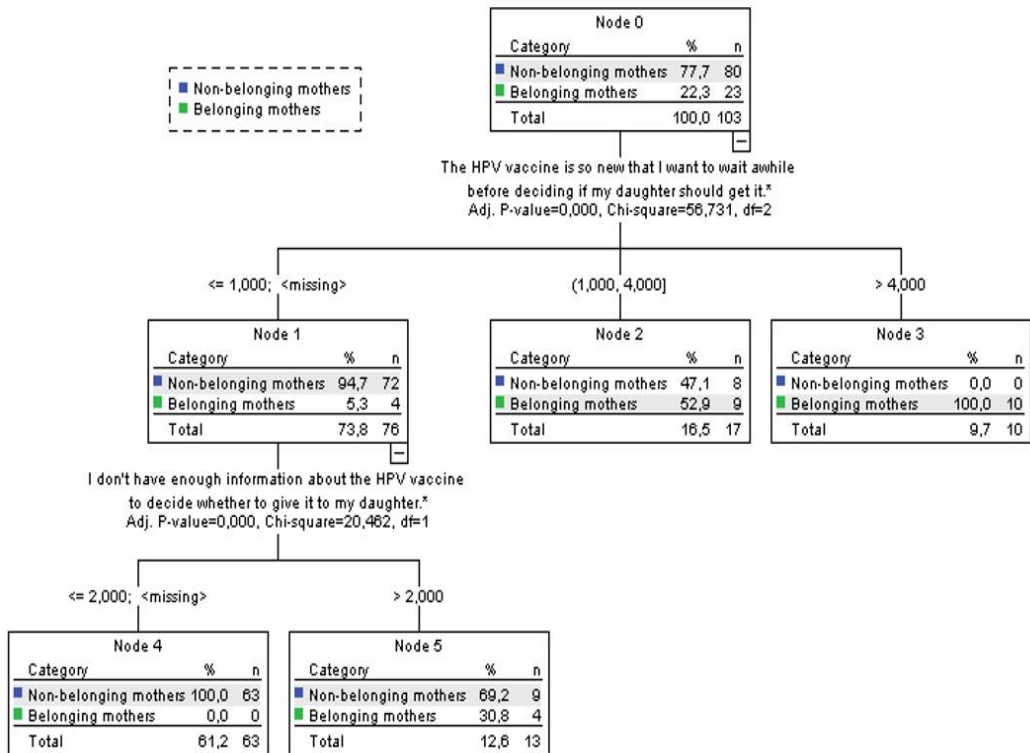 Non-belonging mothers
Belonging mothers
Node 0
Category % n
Non-belonging mothers 77,7 80
Belonging mothers 22,3 23
Total 100,0 103
The HPV vaccine is so new that I want to wait awhile
before deciding if my daughter should get it.*
Adj. P-value=0,000, Chi-square=56,731, df=2
<= 1,000; <missing>
(1,000, 4,000]
> 4,000
Node 1
Category % n
Non-belonging mothers 94,7 72
Belonging mothers 5,3 4
Total 73,8 76
Node 2
Category % n
Non-belonging mothers 47,1 8
Belonging mothers 52,9 9
Total 16,5 17
Node 3
Category % n
Non-belonging mothers 0,0 0
Belonging mothers 100,0 10
Total 9,7 10
I don't have enough information about the HPV vaccine
to decide whether to give it to my daughter.*
Adj. P-value=0,000, Chi-square=20,462, df=1
<= 2,000; <missing>
> 2,000
Node 4
Category % n
Non-belonging mothers 100,0 63
Belonging mothers 0,0 0
Total 61,2 63
Node 5
Category % n
Non-belonging mothers 69,2 9
Belonging mothers 30,8 4
Total 12,6 13